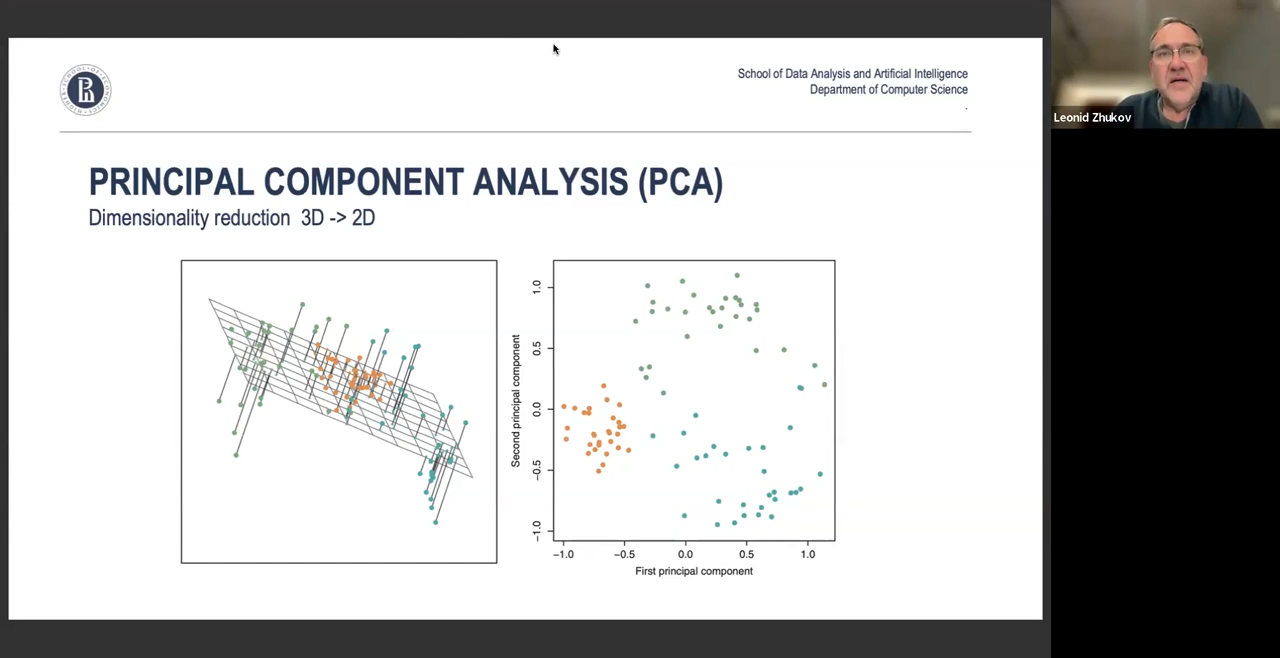 School of Data Analysis and Artificial Intelligence
Department of Computer Science
.
Leonid Zhukov
PRINCIPAL COMPONENT ANALYSIS (PCA)
Dimensionality reduction 3D -> 2D
Second principal component
1.0
0.5
0.0
−0.5
−1.0
−1.0 −0.5 0.0 0.5 1.0
First principal component